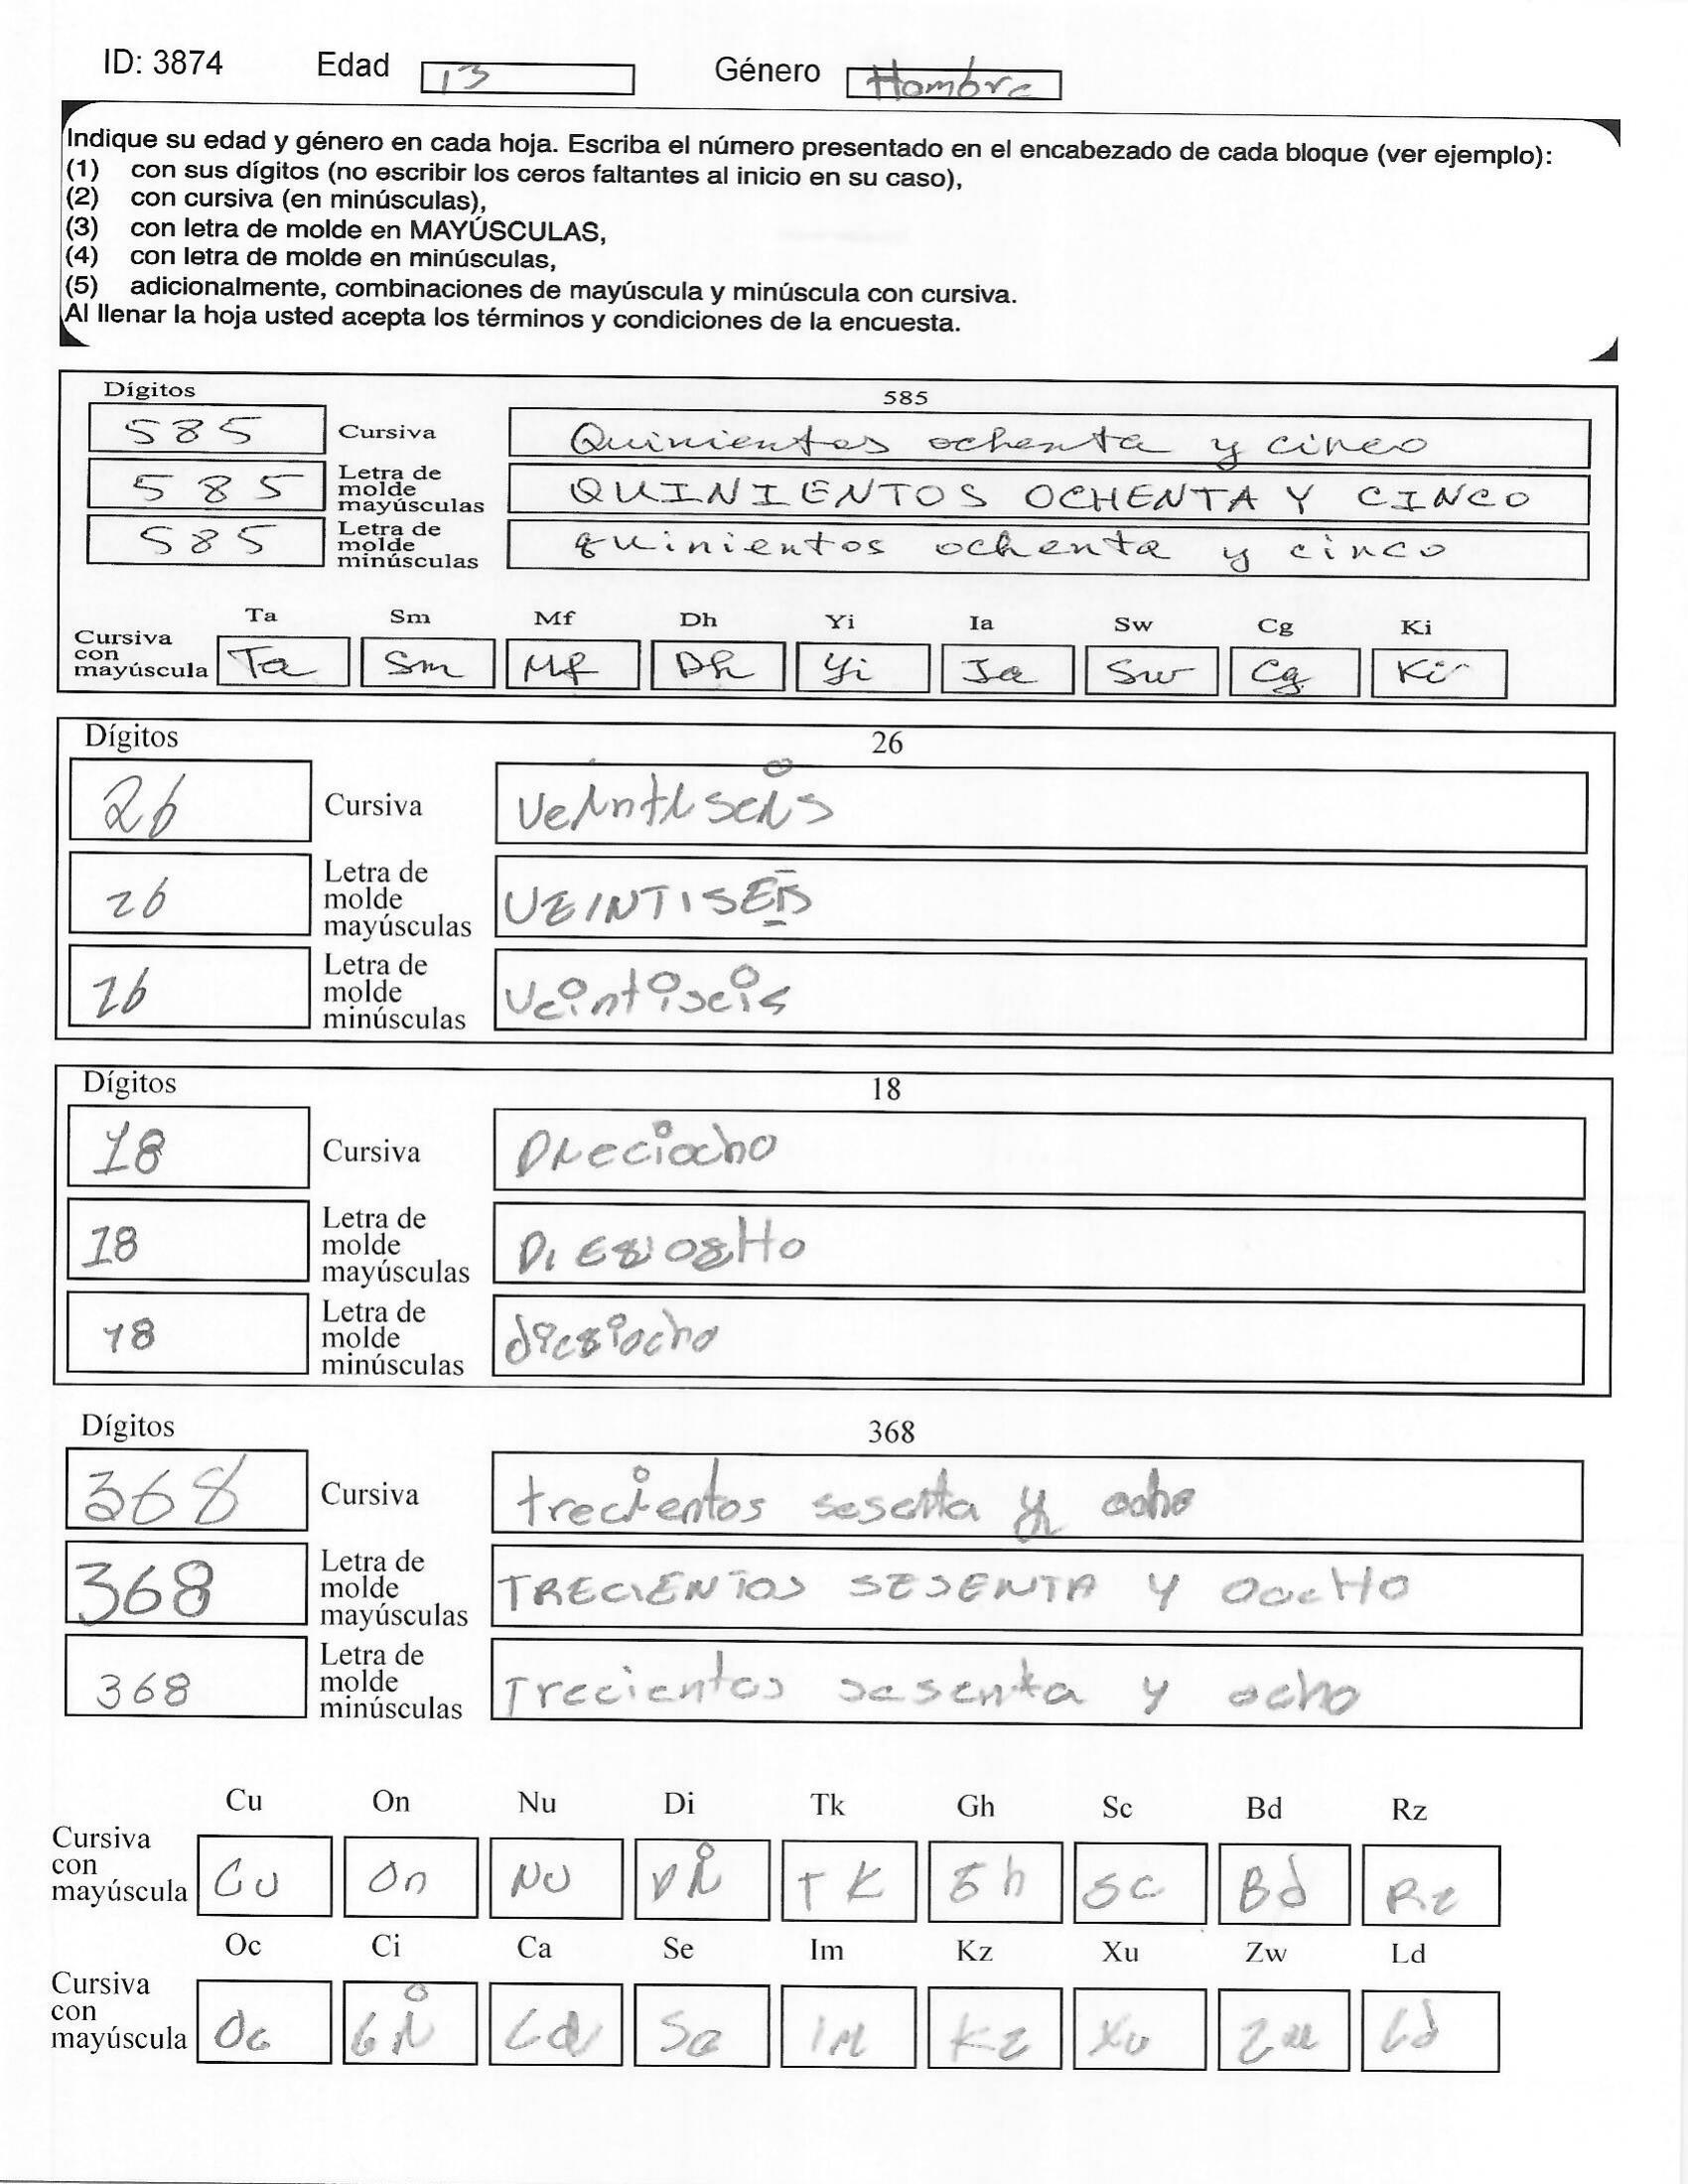 ID: 3874 Edad 13 Género Hombre
Indique su edad y género en cada hoja. Escriba el número presentado en el encabezado de cada bloque (ver ejemplo):
(1) con sus dígitos (no escribir los ceros faltantes al inicio en su caso),
(2) con cursiva (en minúsculas),
(3) con letra de molde en MAYÚSCULAS,
(4) con letra de molde en minúsculas,
(5) adicionalmente, combinaciones de mayúscula y minúscula con cursiva.
Al llenar la hoja usted acepta los términos y condiciones de la encuesta.
Dígitos 585
585 Cursiva Quinientos ochenta y cinco
585 Letra de molde mayúsculas QUINIENTOS OCHENTA Y CINCO
585 Letra de molde minúsculas quinientos ochenta y cinco
Ta Sm Mf Dh Yi Ia Sw Cg Ki
Cursiva con mayúscula Ta Sm Mf Dh Yi Ia Sw Cg Ki
Dígitos 26
26 Cursiva Veintiseis
26 Letra de molde mayúsculas VEINTISEIS
26 Letra de molde minúsculas Veintiseis
Dígitos 18
18 Cursiva Dieciocho
18 Letra de molde mayúsculas DIECIOCHO
18 Letra de molde minúsculas dieciocho
Dígitos 368
368 Cursiva trecientos sesenta y ocho
368 Letra de molde mayúsculas TRECIENTOS SESENTA Y
368 Letra de molde minúsculas Trecientos sesenta y ocho
Cu On Nu Di Tk Gh Sc Bd Rz
Cursiva con mayúscula Cu On Nu Di TK Gh Sc Bd Rz
Oc Ci Ca Se Im Kz Xu Zw Ld
Cursiva con mayúscula Oc Ci Ca Se Im Kz Xu Zw Ld